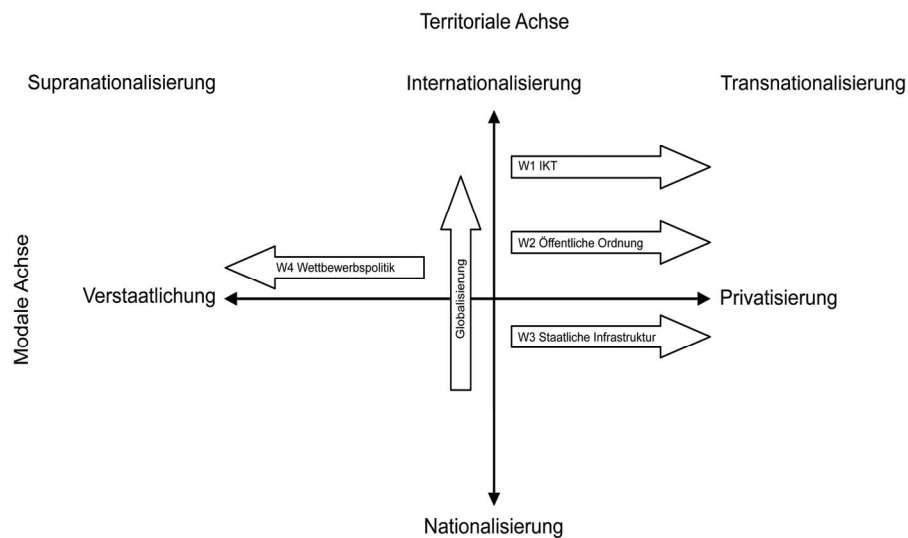 Territoriale Achse
Supranationalisierung
Internationalisierung
Transnationalisierung
W1 IKT
W2 Öffentliche Ordnung
W4 Wettbewerbspolitik
Globalisierung
Modale Achse
Verstaatlichung
Privatisierung
W3 Staatliche Infrastruktur
Nationalisierung